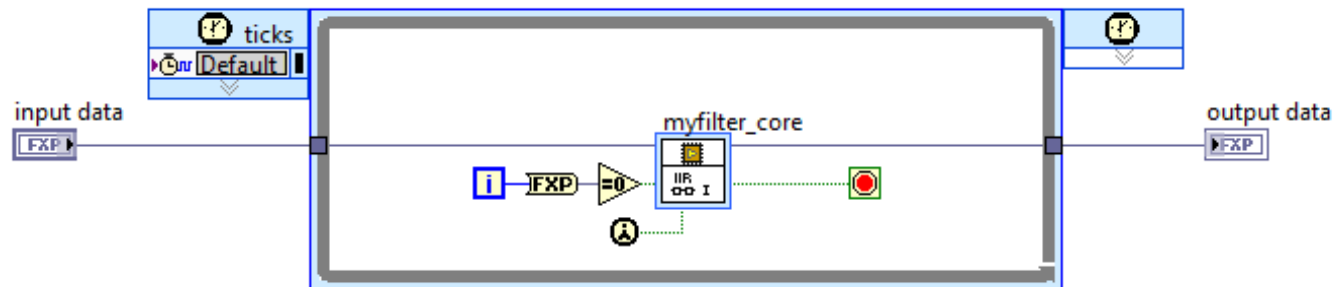 ticks
Default
input data
FXP
output data
FXP
myfilter_core
i
FXP
=0
IIR
I